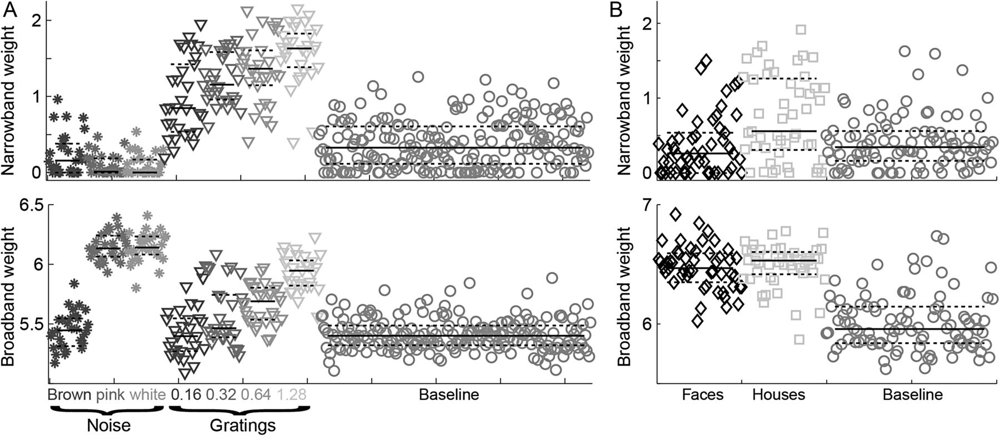 A
Narrowband weight
2
1
0
B
Narrowband weight
2
1
0
Broadband weight
6.5
6
5.5
Brown pink white 0.16 0.32 0.64 1.28 Baseline
Noise Gratings
Broadband weight
7
6
Faces Houses Baseline